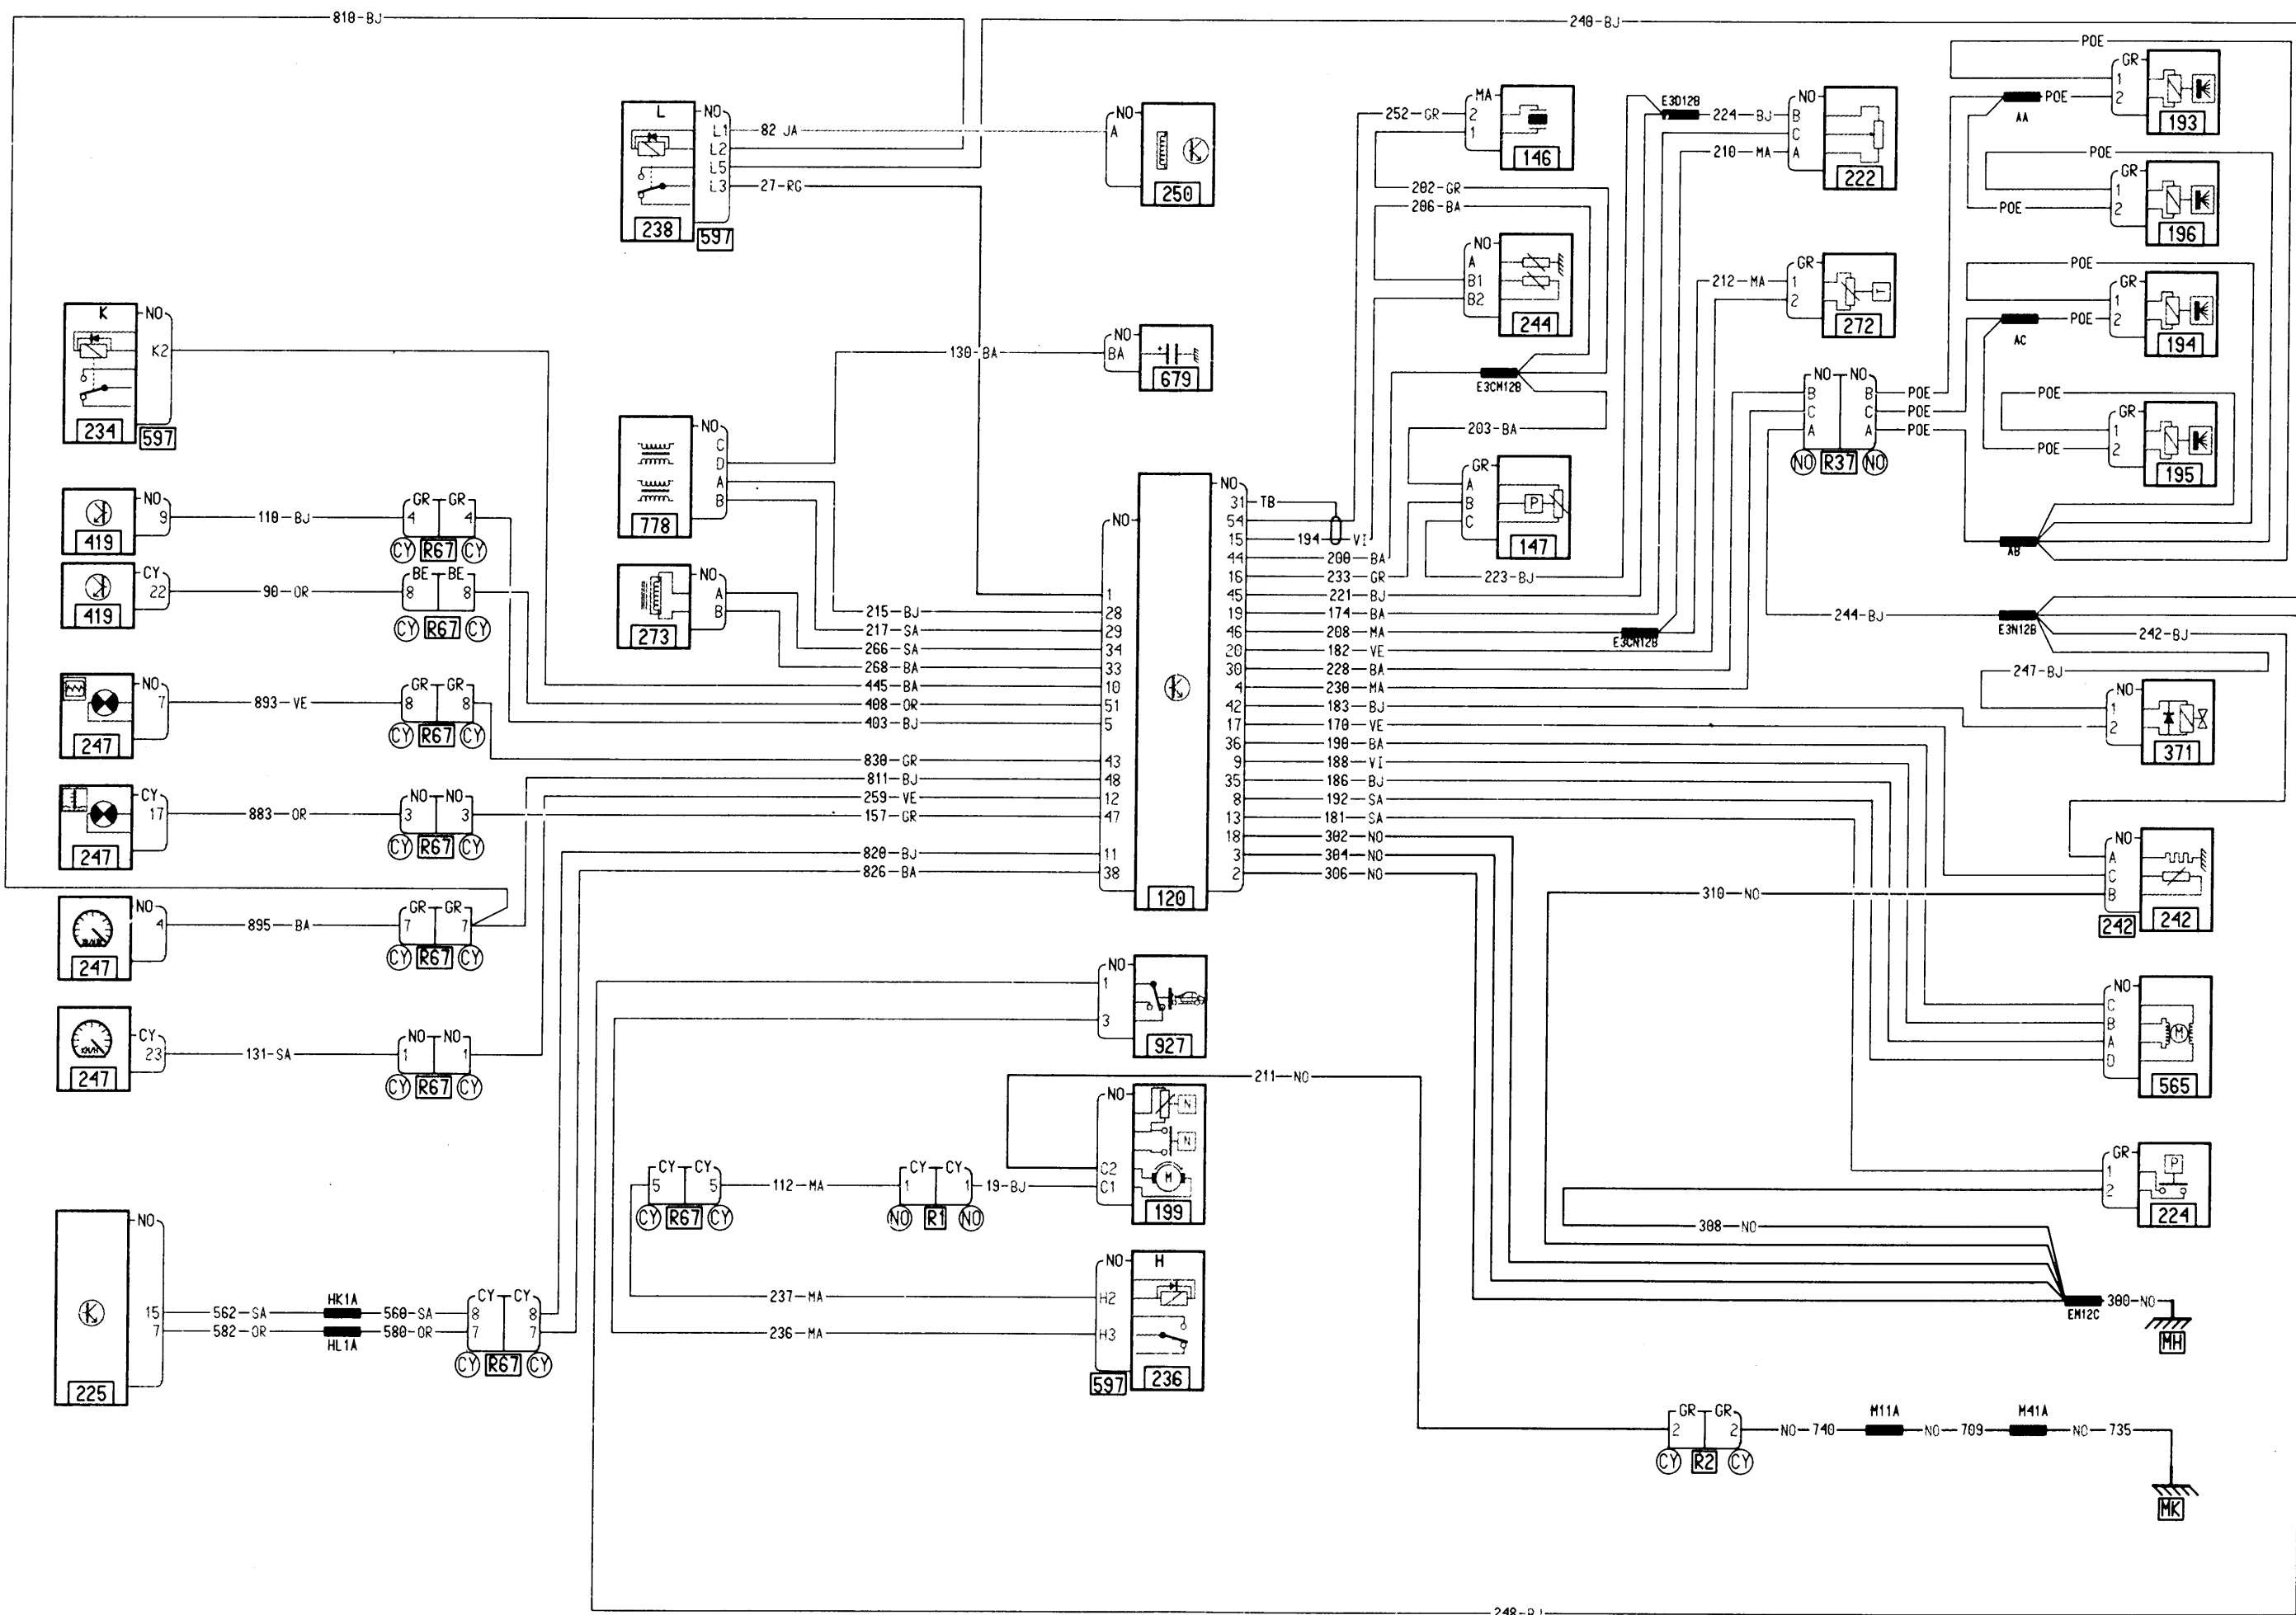 810-BJ
240-BJ
L
NO
L1
L2
L5
L3
82 JA
27-RG
238
597
NO
A
250
K
NO
K2
234
597
NO
BA
130-BA
679
NO
C
D
A
B
778
NO
A
B
273
NO
9
419
110-BJ
GR GR
4 4
CY R67 CY
CY
22
419
90-OR
BE BE
8 8
CY R67 CY
NO
7
247
893-VE
GR GR
8 8
CY R67 CY
CY
17
247
883-OR
NO NO
3 3
CY R67 CY
NO
4
247
895-BA
GR GR
7 7
CY R67 CY
CY
23
KM/H
247
131-SA
NO NO
1 1
CY R67 CY
NO
15
7
225
562-SA HK1A 560-SA
582-OR HL1A 580-OR
CY CY
8 8
7 7
CY R67 CY
NO
1
215-BJ 28
217-SA 29
266-SA 34
268-BA 33
445-BA 10
408-OR 51
403-BJ 5
830-GR 43
811-BJ 48
259-VE 12
157-GR 47
820-BJ 11
826-BA 38
120
NO
31 TB
54
15 194 VI
44 200-BA
16 233-GR
45 221-BJ
19 174-BA
46 208-MA
20 182-VE
30 228-BA
4 230-MA
42 183-BJ
17 170-VE
36 190-BA
9 188-VI
35 186-BJ
8 192-SA
13 181-SA
18 302-NO
3 304-NO
2 306-NO
252-GR
MA
2
1
146
202-GR
206-BA
NO
A
B1
B2
244
E3CM12B
203-BA
GR
A
B
C
P
147
223-BJ
E3D12B
224-BJ
210-MA
NO
B
C
A
222
212-MA
GR
1
2
T
272
E3CN12B
NO NO
B B
C C
A A
NO R37 NO
POE
POE
POE
POE
AA
POE
GR
1
2
193
POE
POE
GR
1
2
196
POE
AC
POE
GR
1
2
194
POE
POE
GR
1
2
195
AB
244-BJ
E3N12B
242-BJ
247-BJ
NO
1
2
371
NO
A
C
B
242
242
310-NO
NO
C
B
A
D
M
565
GR
1
2
P
224
308-NO
EM12C
300-NO
MH
NO
1
3
927
211-NO
NO
N
N
M
C2
C1
199
CY CY
5 5
CY R67 CY
112-MA
CY CY
1 1
NO R1 NO
19-BJ
237-MA
236-MA
NO
H
H2
H3
597
236
GR GR
2 2
CY R2 CY
NO-740
M11A
NO-709
M41A
NO-735
MK
248-BJ